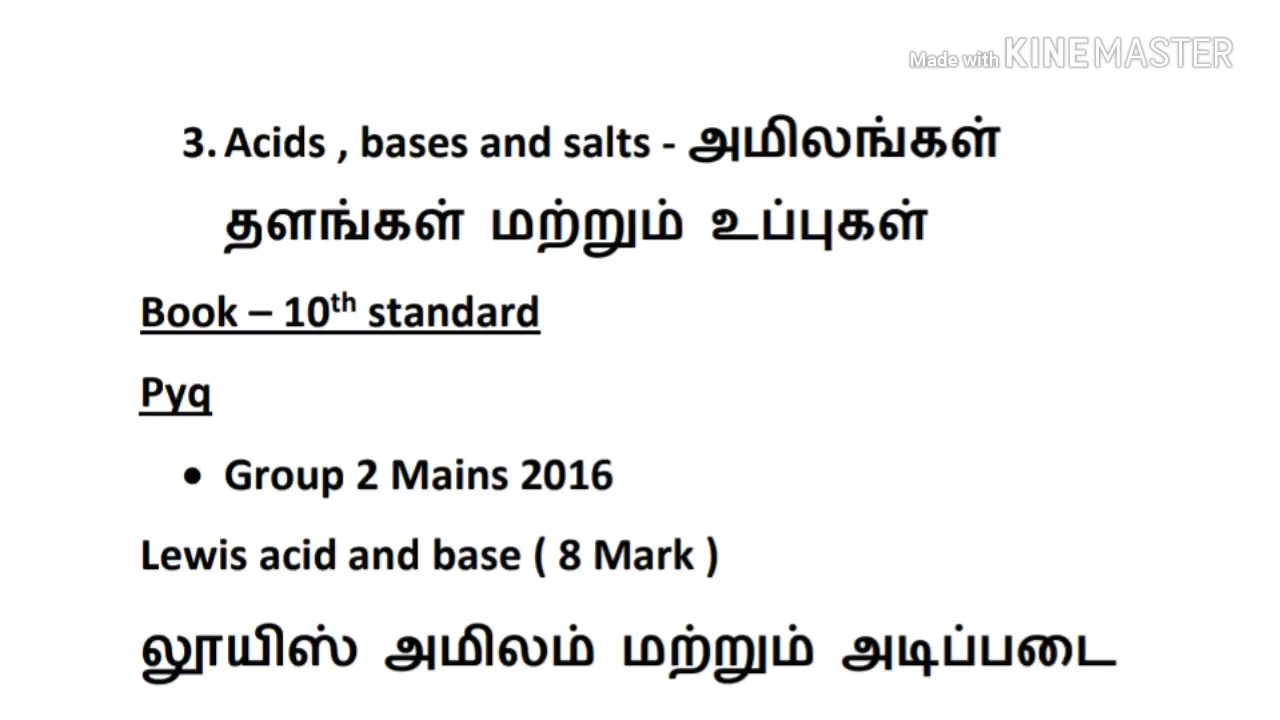 Made with KINEMASTER
3. Acids , bases and salts - அமிலங்கள்
தளங்கள் மற்றும் உப்புகள்
Book – 10th standard
Pyq
• Group 2 Mains 2016
Lewis acid and base ( 8 Mark )
லூயிஸ் அமிலம் மற்றும் அடிப்படை